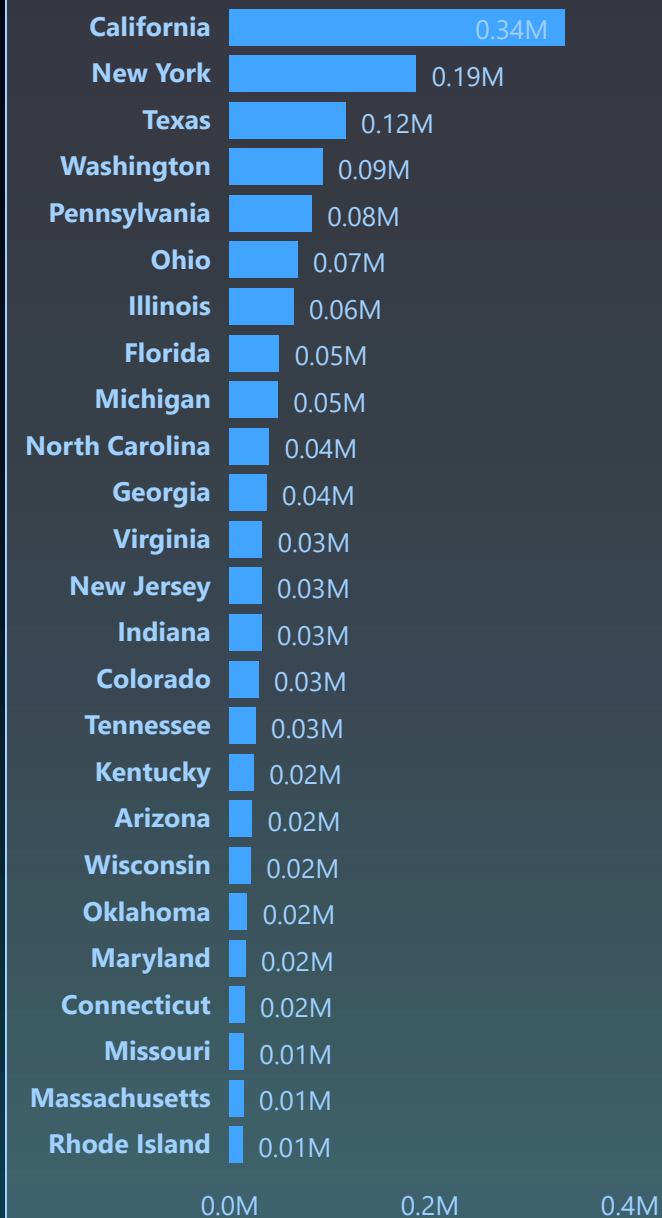 California 0.34M
New York 0.19M
Texas 0.12M
Washington 0.09M
Pennsylvania 0.08M
Ohio 0.07M
Illinois 0.06M
Florida 0.05M
Michigan 0.05M
North Carolina 0.04M
Georgia 0.04M
Virginia 0.03M
New Jersey 0.03M
Indiana 0.03M
Colorado 0.03M
Tennessee 0.03M
Kentucky 0.02M
Arizona 0.02M
Wisconsin 0.02M
Oklahoma 0.02M
Maryland 0.02M
Connecticut 0.02M
Missouri 0.01M
Massachusetts 0.01M
Rhode Island 0.01M
0.0M 0.2M 0.4M